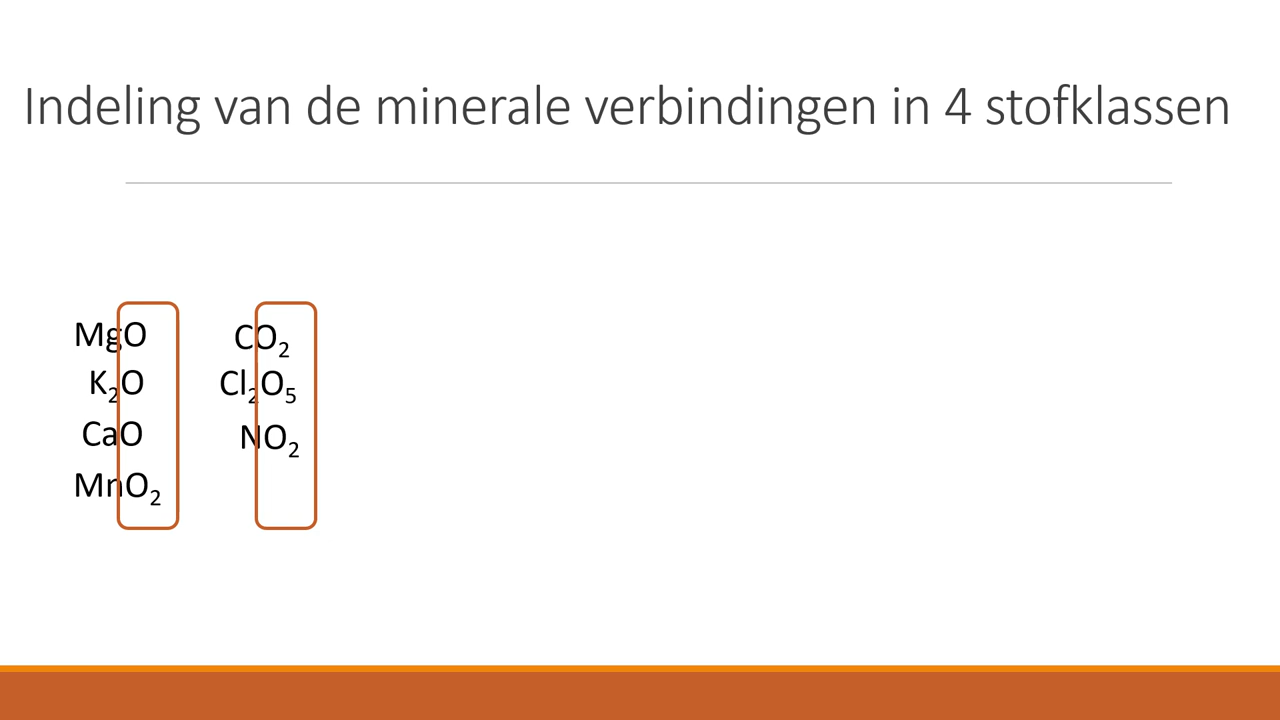 Indeling van de minerale verbindingen in 4 stofklassen
MgO
K₂O
CaO
MnO₂
CO₂
Cl₂O₅
NO₂